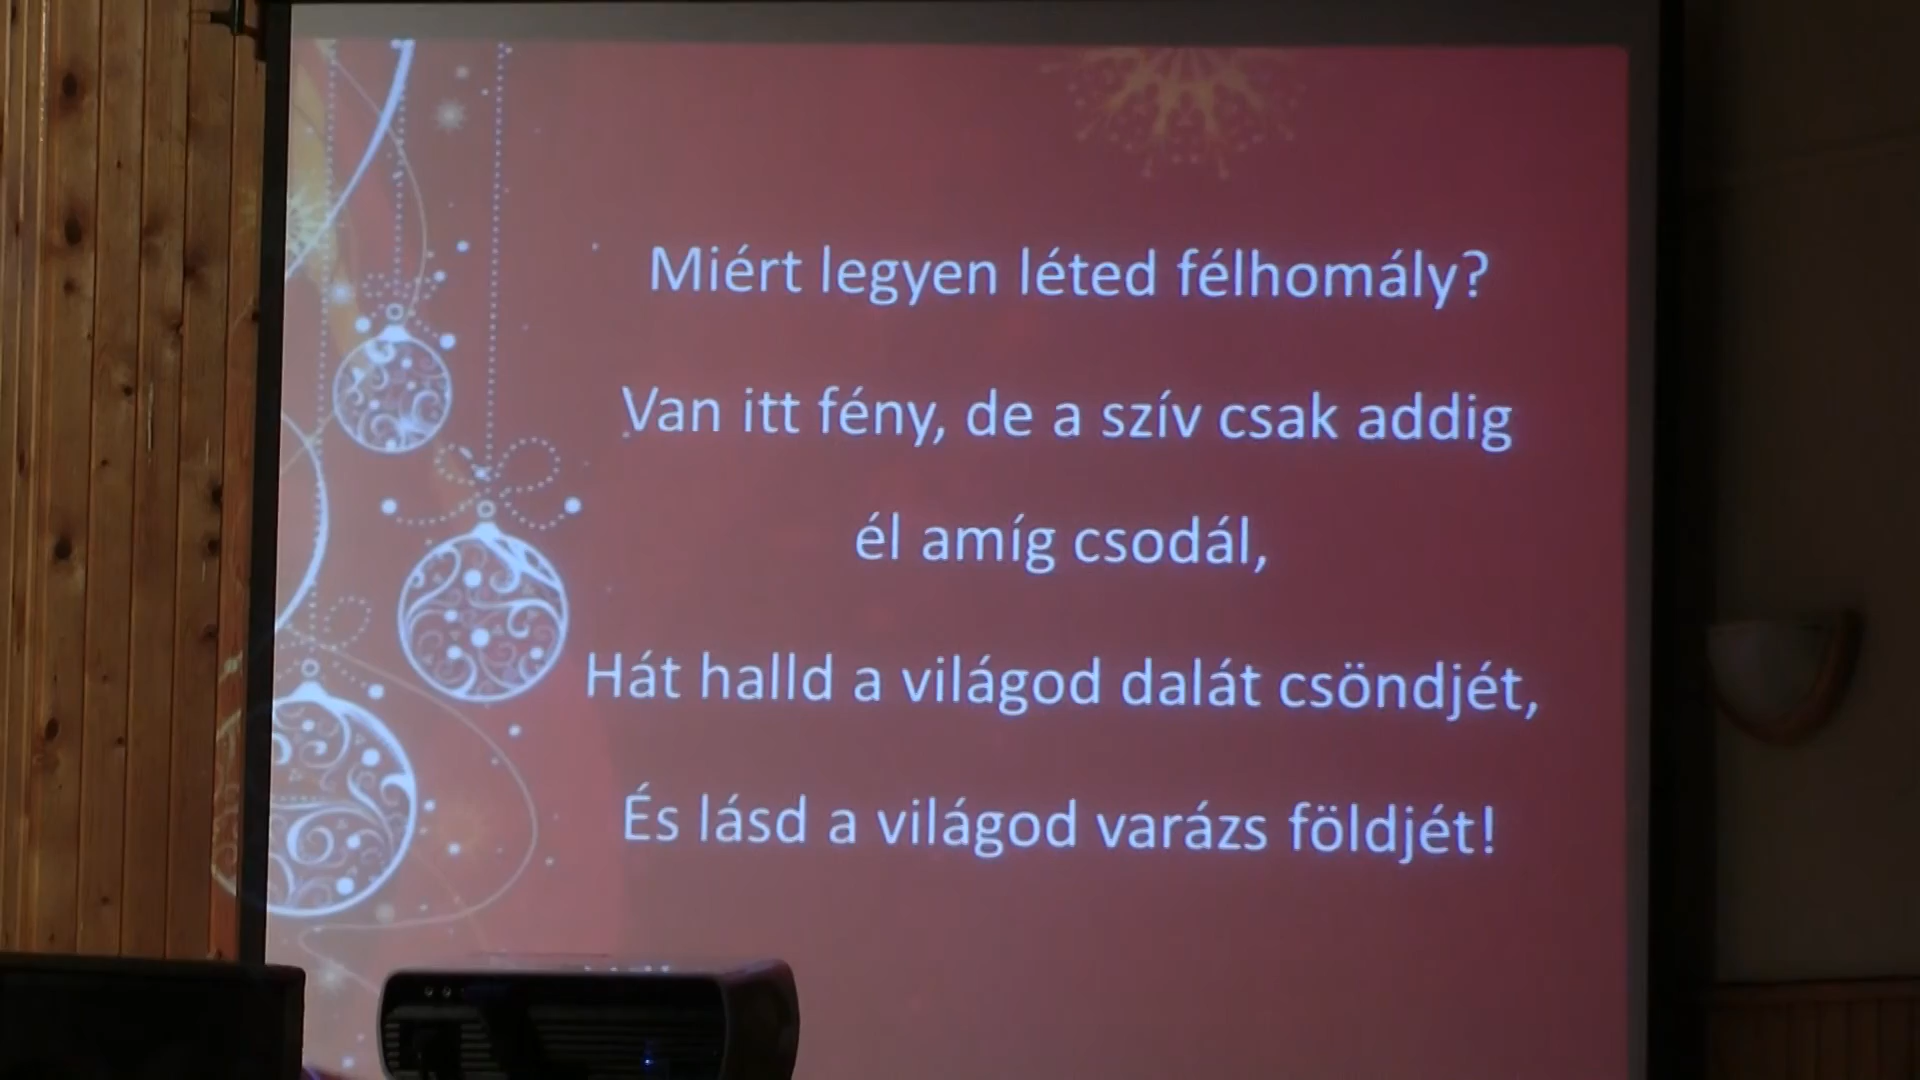 Miért legyen léted félhomály?
Van itt fény, de a szív csak addig
él amíg csodál,
Hát halld a világod dalát csöndjét,
És lásd a világod varázs földjét!